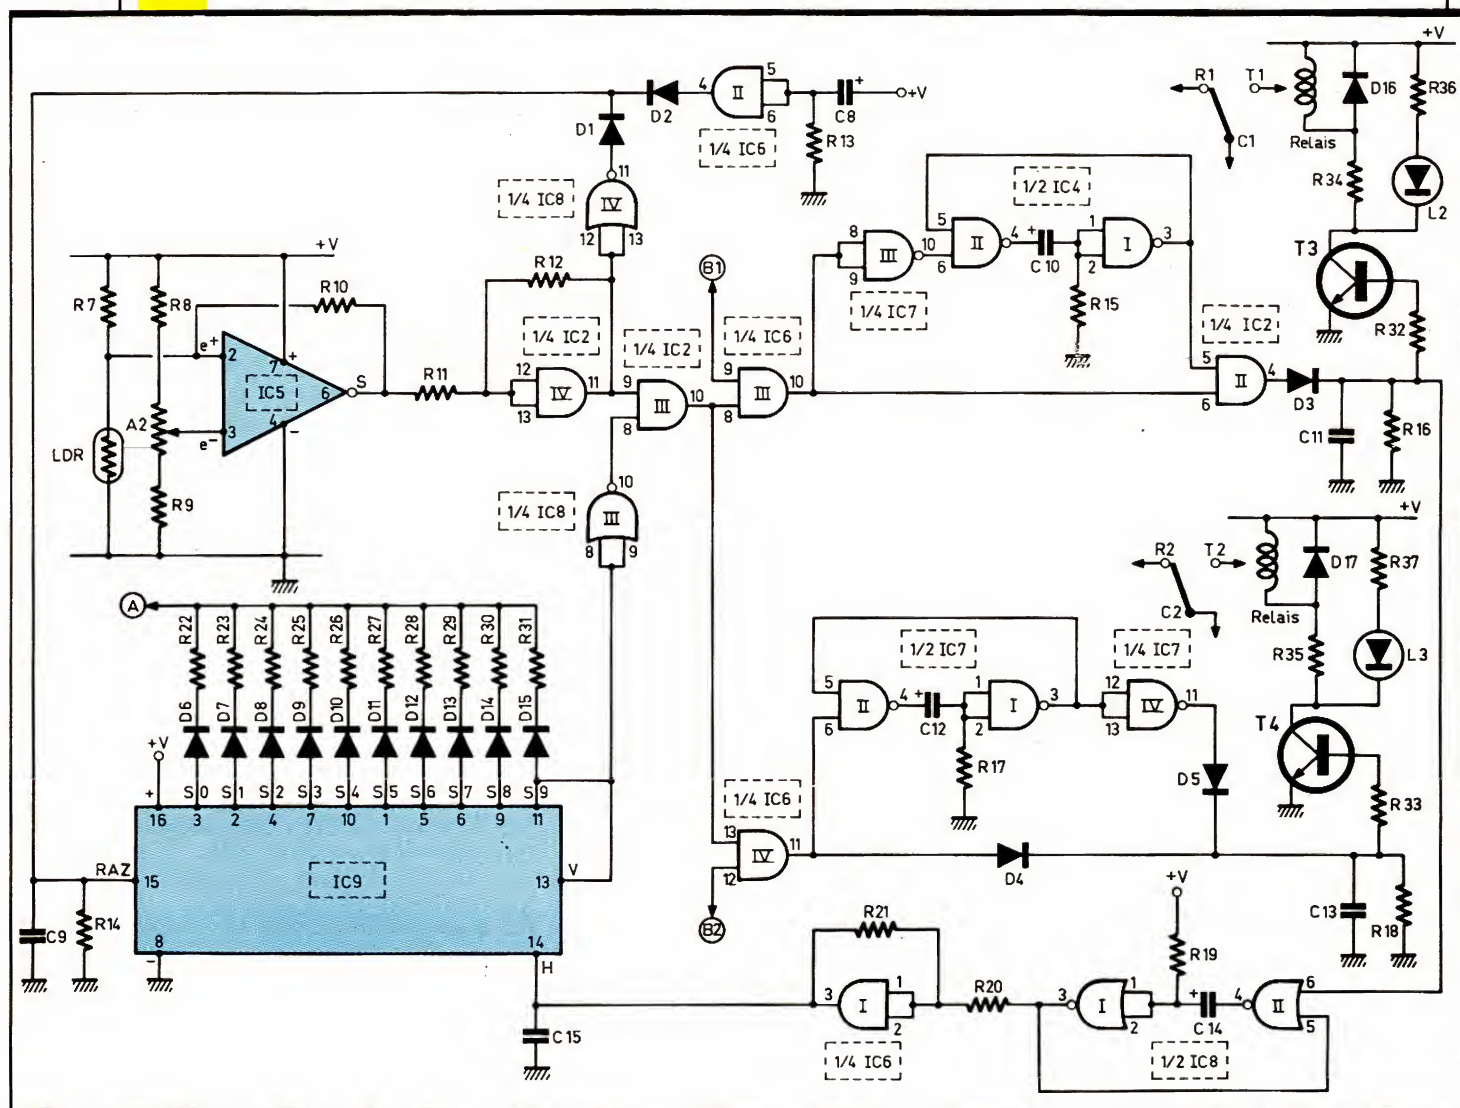 +V
R1
T1
D16
R36
5
4
II
6
D2
C8
+
+V
R13
C1
Relais
D1
1/4 IC6
11
1/4 IC8
IV
12
13
1/2 IC4
R34
L2
5
II
4
+
C10
1
I
3
6
2
8
III
10
9
1/4 IC7
R15
T3
+V
R7
R8
R10
R12
B1
R32
e+
2
7
+
IC5
6
S
R11
1/4 IC2
12
IV
11
13
1/4 IC2
9
III
10
8
1/4 IC6
9
III
10
8
1/4 IC2
5
II
4
6
D3
C11
R16
A2
4
-
3
e-
LDR
R9
10
1/4 IC8
III
8
9
+V
R2
T2
D17
R37
C2
Relais
R35
L3
A
R22
R23
R24
R25
R26
R27
R28
R29
R30
R31
1/2 IC7
1/4 IC7
5
II
4
+
C12
6
1
I
3
2
12
IV
11
13
R17
D5
T4
R33
D6
D7
D8
D9
D10
D11
D12
D13
D14
D15
+V
+
S0
S1
S2
S3
S4
S5
S6
S7
S8
S9
16
3
2
4
7
10
1
5
6
9
11
1/4 IC6
13
IV
11
12
D4
RAZ
15
IC9
13
V
B2
C9
R14
8
-
14
H
R21
+V
R19
C13
R18
3
I
1
2
R20
3
I
1
2
+
C14
4
II
6
5
C15
1/4 IC6
1/2 IC8